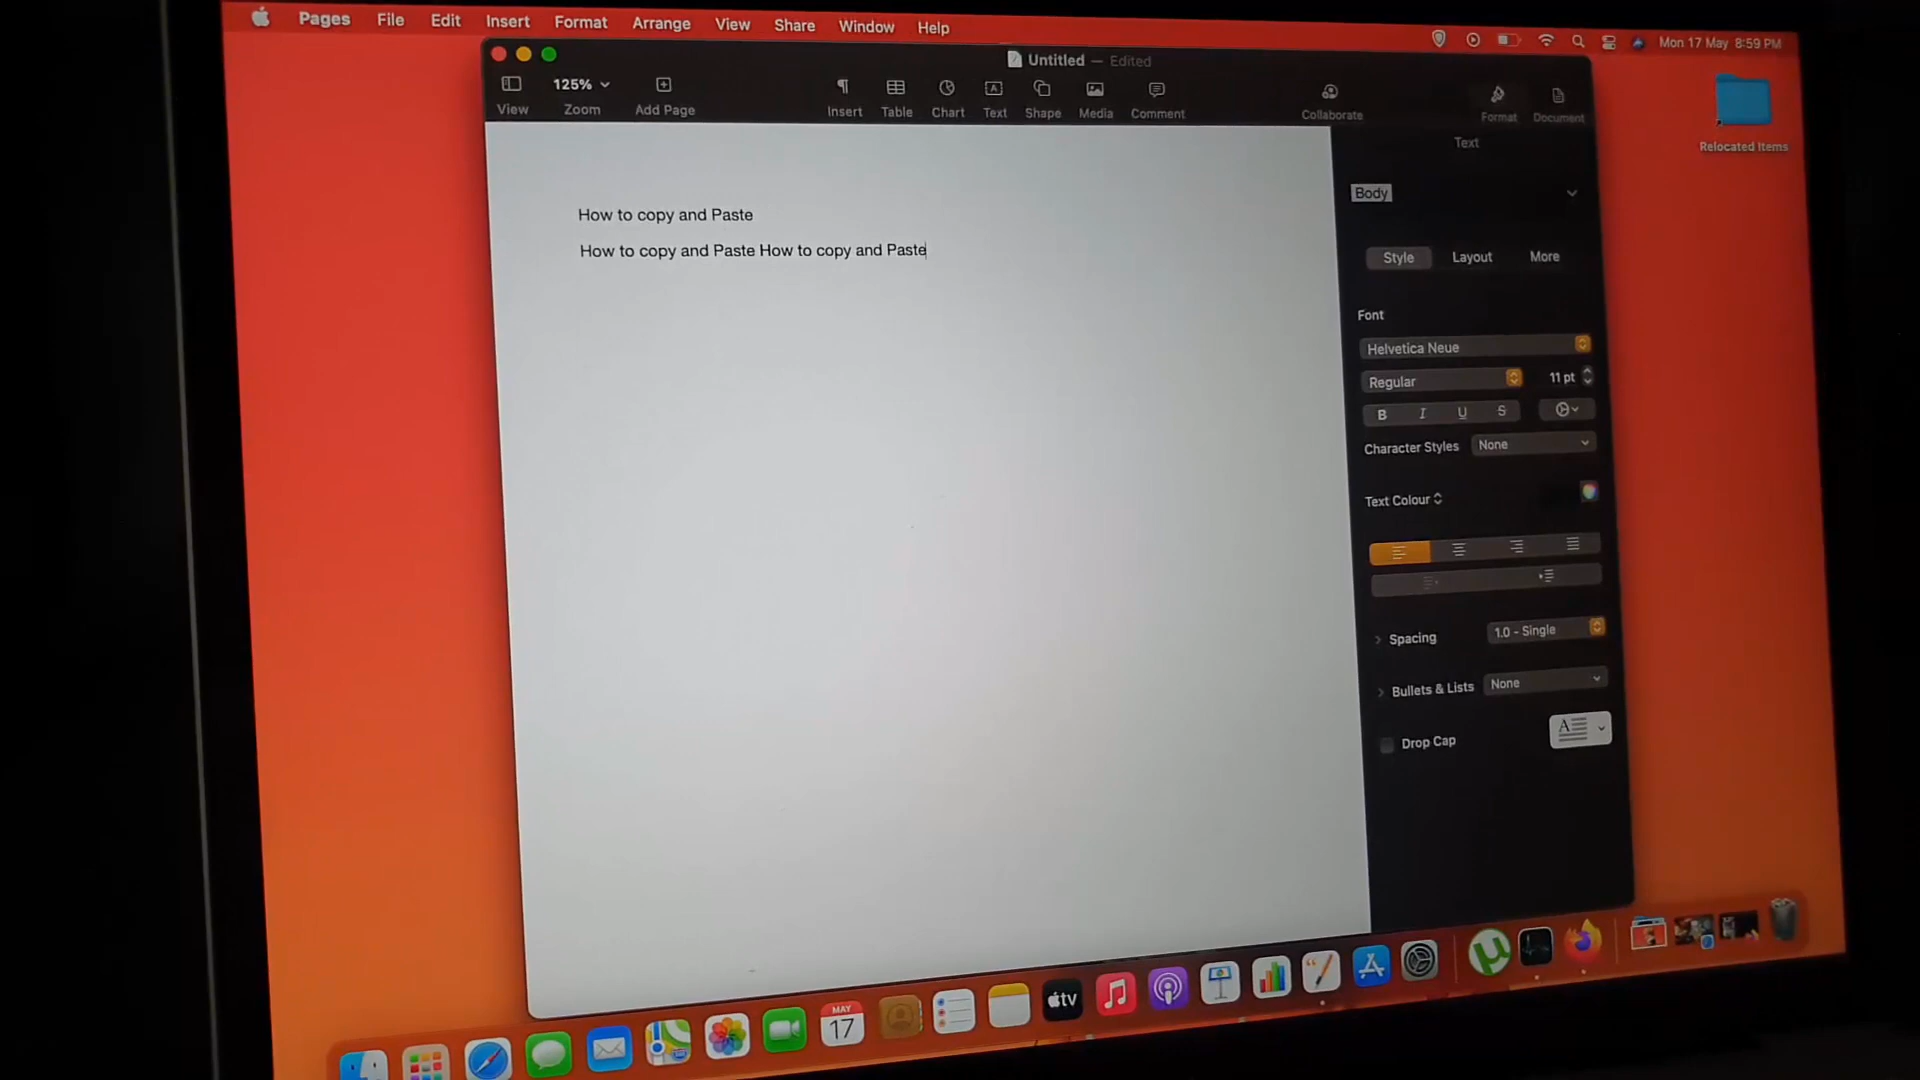 Pages File Edit Insert Format Arrange View Share Window Help
Mon 17 May 8:59 PM
Untitled — Edited
125%
View Zoom Add Page Insert Table Chart Text Shape Media Comment Collaborate Format Document
Relocated Items
Text
Body
How to copy and Paste
How to copy and Paste How to copy and Paste
Style Layout More
Font
Helvetica Neue
Regular 11 pt
B I U S
Character Styles None
Text Colour
Spacing 1.0 - Single
Bullets & Lists None
Drop Cap
A
MAY
17
tv